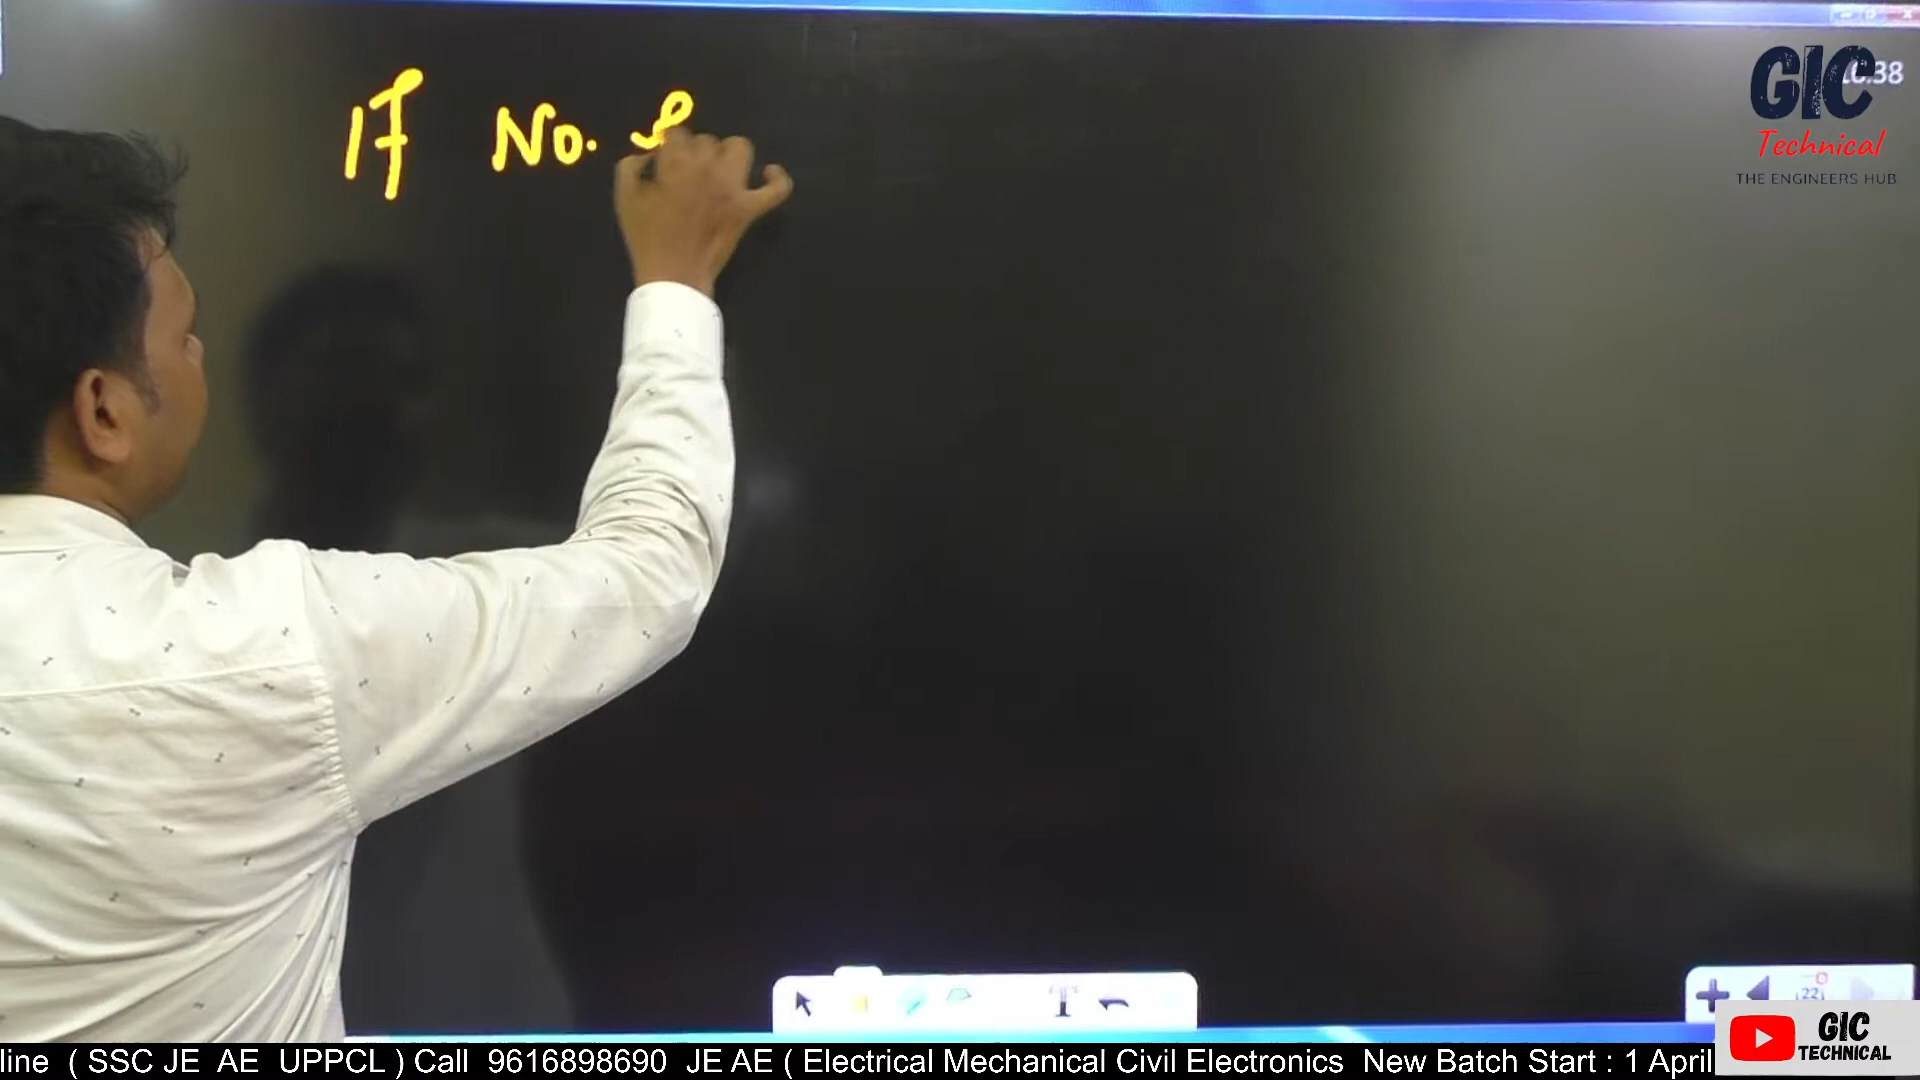 If No.
GIC
Technical
THE ENGINEERS HUB
(22)
line ( SSC JE AE UPPCL ) Call 9616898690 JE AE ( Electrical Mechanical Civil Electronics New Batch Start : 1 April
GIC
TECHNICAL